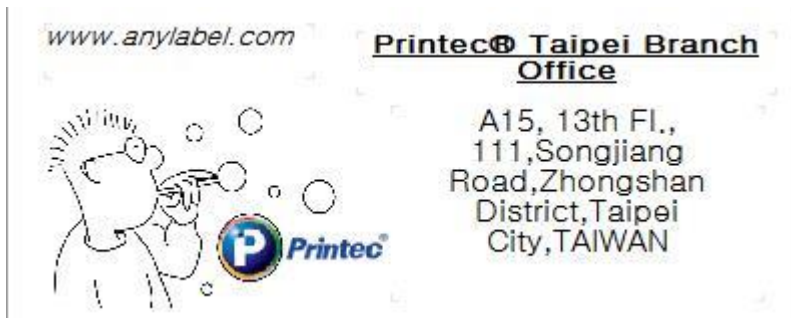 www.anylabel.com
Printec® Taipei Branch
Office
A15, 13th Fl.,
111,Songjiang
Road,Zhongshan
District,Taipei
City,TAIWAN
P Printec®